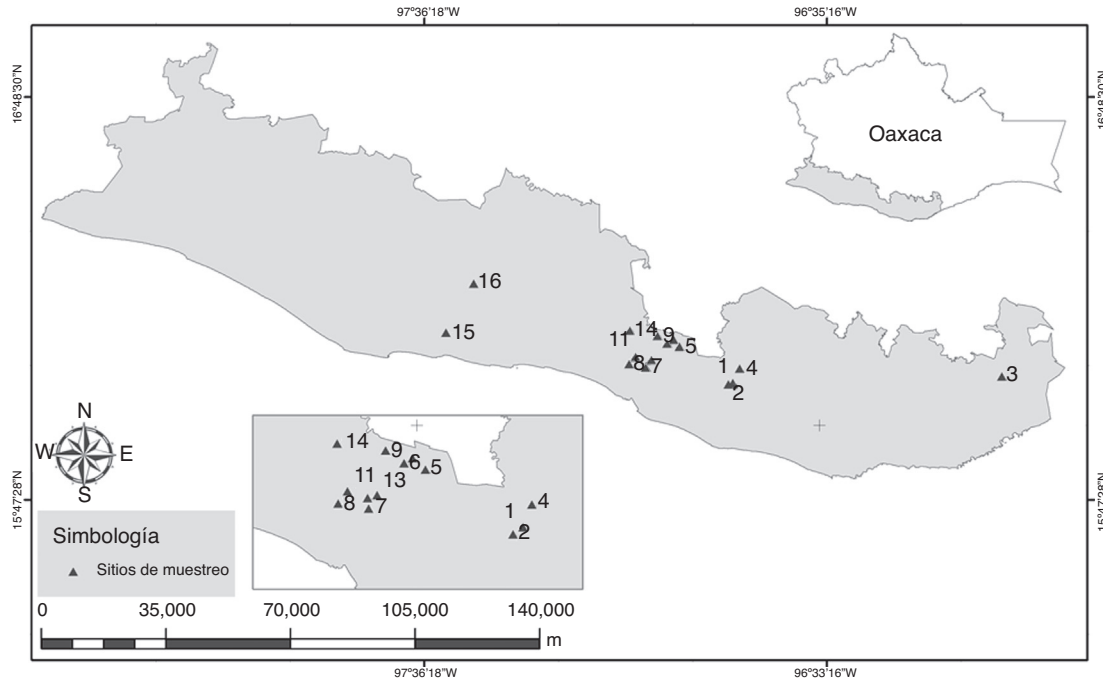 97°36'18"W
96°35'16"W
16°48'30"N
16°48'30"N
Oaxaca
16
15
14
9
11
5
8
7
1
4
2
3
N
W
E
S
14
9
6
5
11
13
8
7
1
4
2
15°47'28"N
15°47'28"N
Simbología
Sitios de muestreo
0
35,000
70,000
105,000
140,000
m
97°36'18"W
96°33'16"W